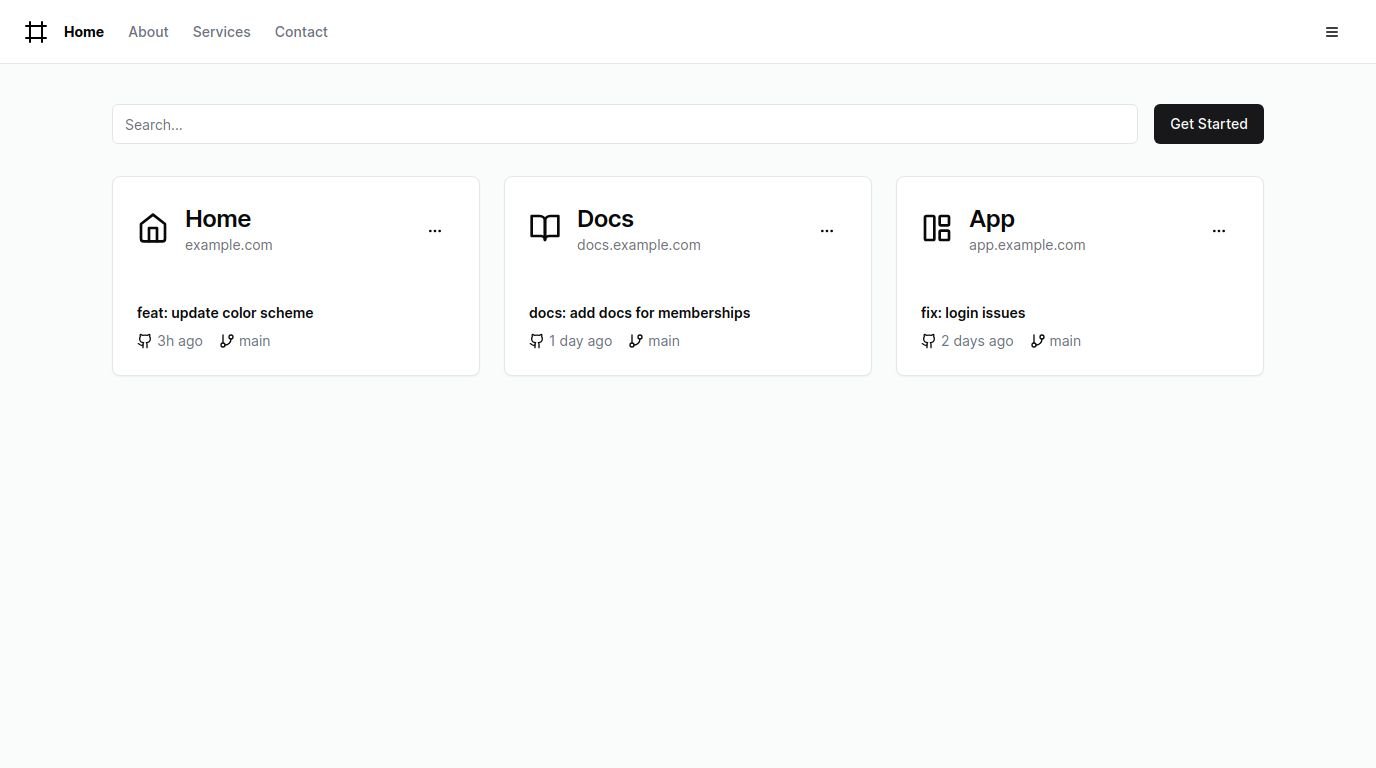 Home About Services Contact
Search...
Get Started
Home
example.com
feat: update color scheme
3h ago main
Docs
docs.example.com
docs: add docs for memberships
1 day ago main
App
app.example.com
fix: login issues
2 days ago main